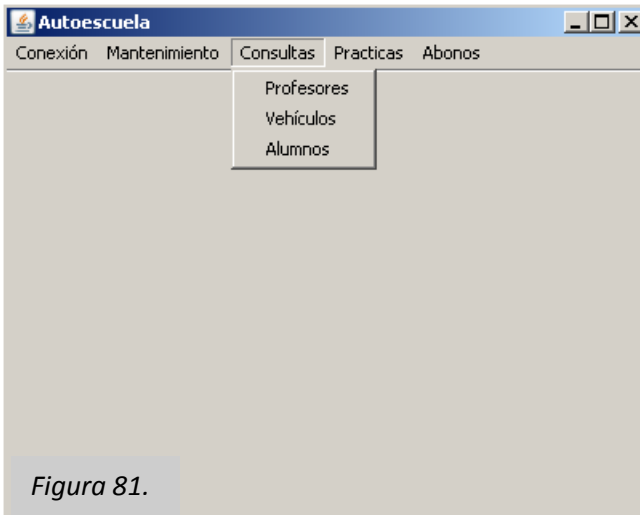 Autoescuela
Conexión Mantenimiento Consultas Practicas Abonos
Profesores
Vehículos
Alumnos
Figura 81.